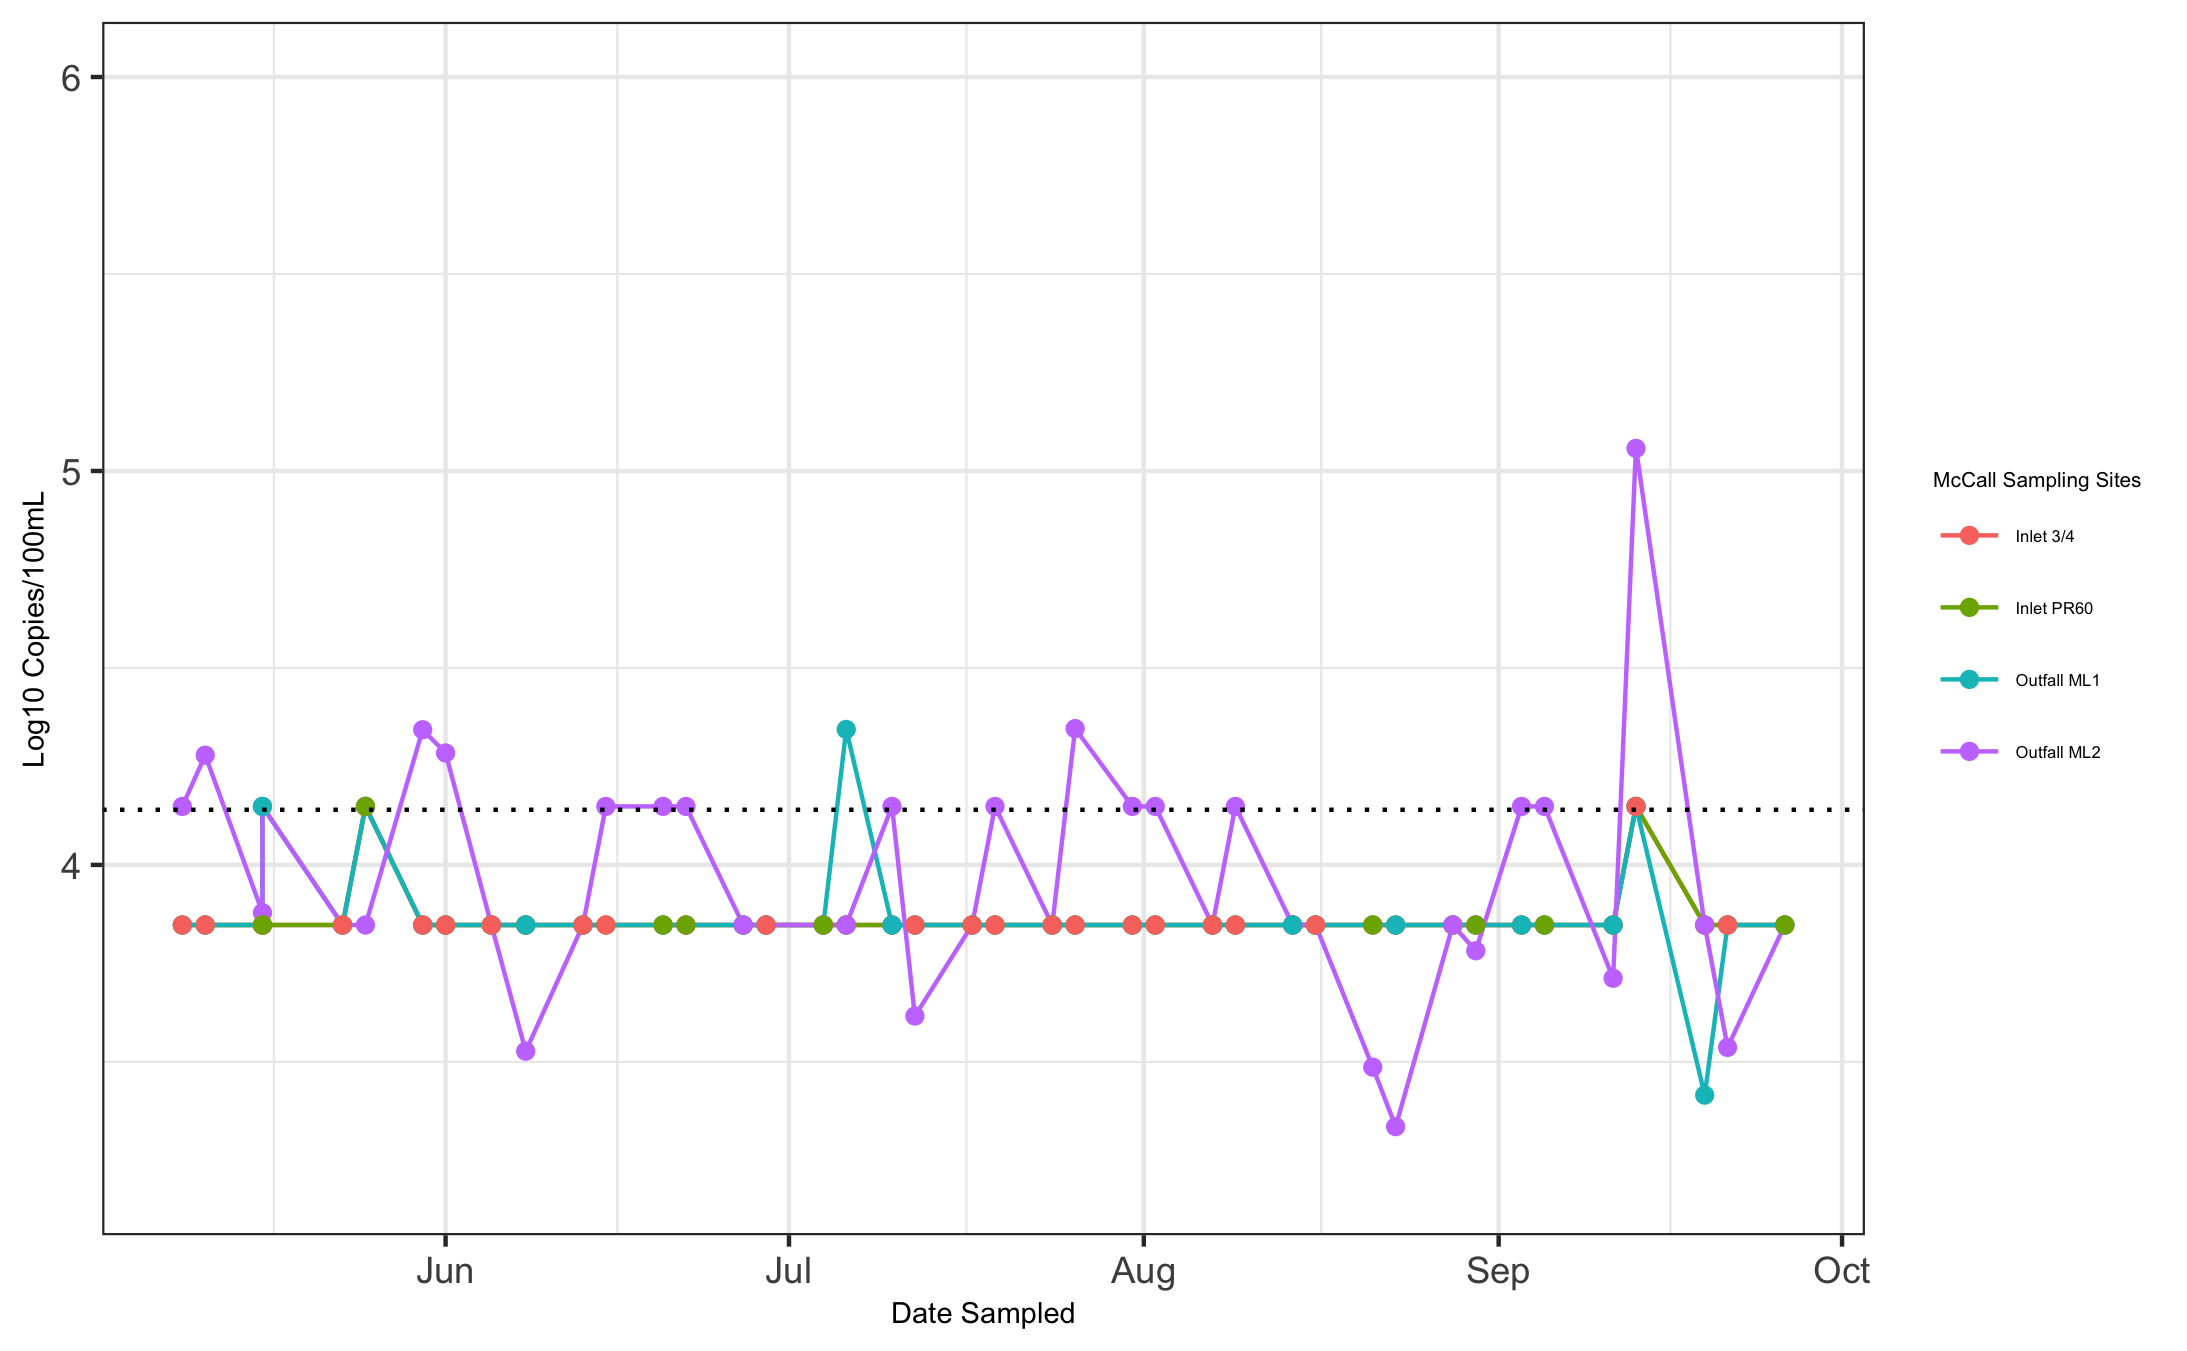 6
5
4
Log10 Copies/100mL
Jun
Jul
Aug
Sep
Oct
Date Sampled
McCall Sampling Sites
Inlet 3/4
Inlet PR60
Outfall ML1
Outfall ML2